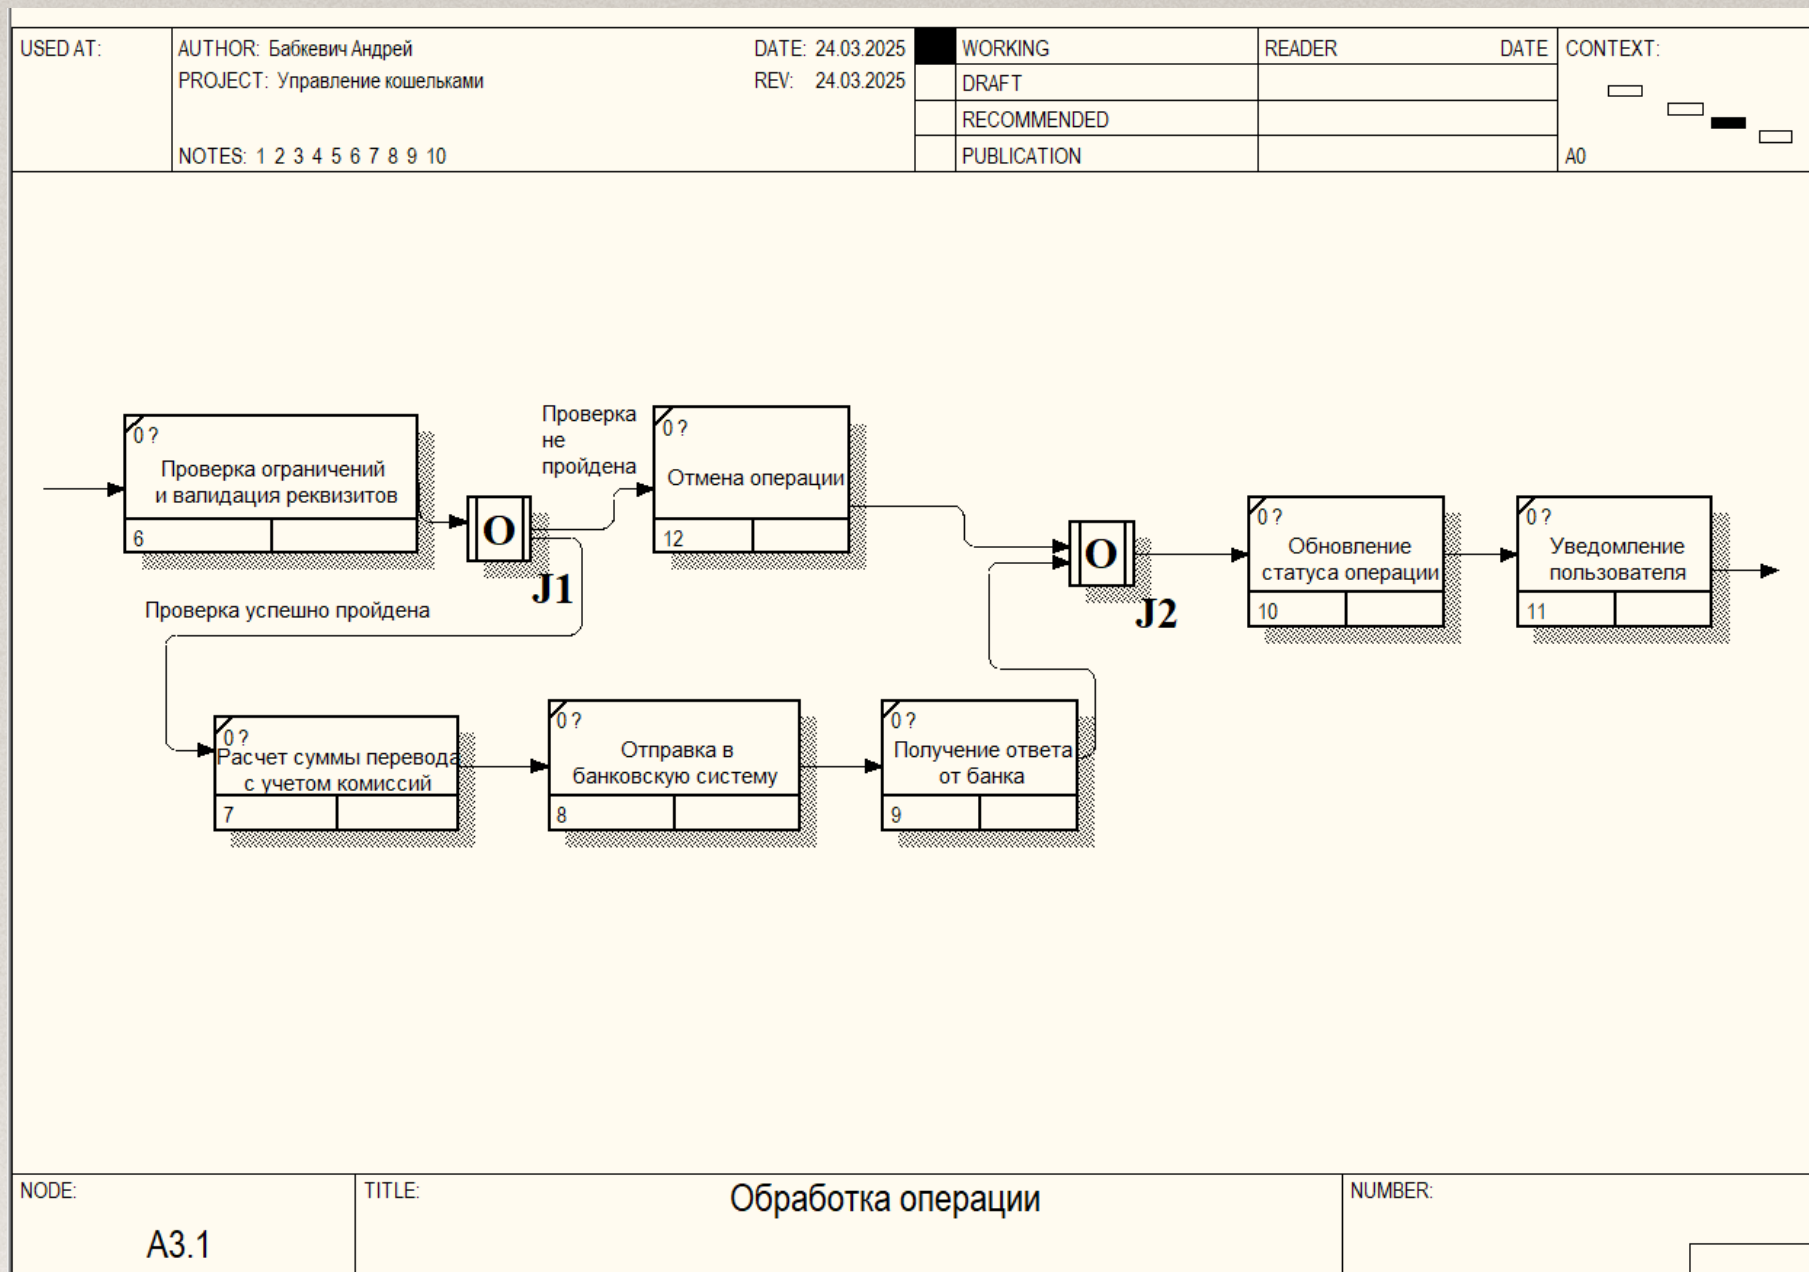 USED AT:
AUTHOR: Бабкевич Андрей
DATE: 24.03.2025
PROJECT: Управление кошельками
REV: 24.03.2025
NOTES: 1 2 3 4 5 6 7 8 9 10
WORKING
DRAFT
RECOMMENDED
PUBLICATION
READER DATE
CONTEXT:
A0
0 ?
Проверка ограничений
и валидация реквизитов
6
O
J1
Проверка
не
пройдена
0 ?
Отмена операции
12
Проверка успешно пройдена
0 ?
Расчет суммы перевода
с учетом комиссий
7
0 ?
Отправка в
банковскую систему
8
0 ?
Получение ответа
от банка
9
O
J2
0 ?
Обновление
статуса операции
10
0 ?
Уведомление
пользователя
11
NODE:
A3.1
TITLE:
Обработка операции
NUMBER: